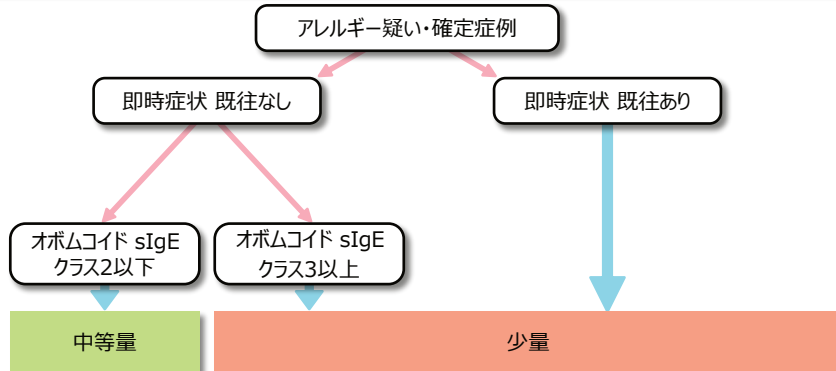 アレルギー疑い・確定症例
即時症状 既往なし
即時症状 既往あり
オボムコイド sIgE
クラス2以下
オボムコイド sIgE
クラス3以上
中等量
少量